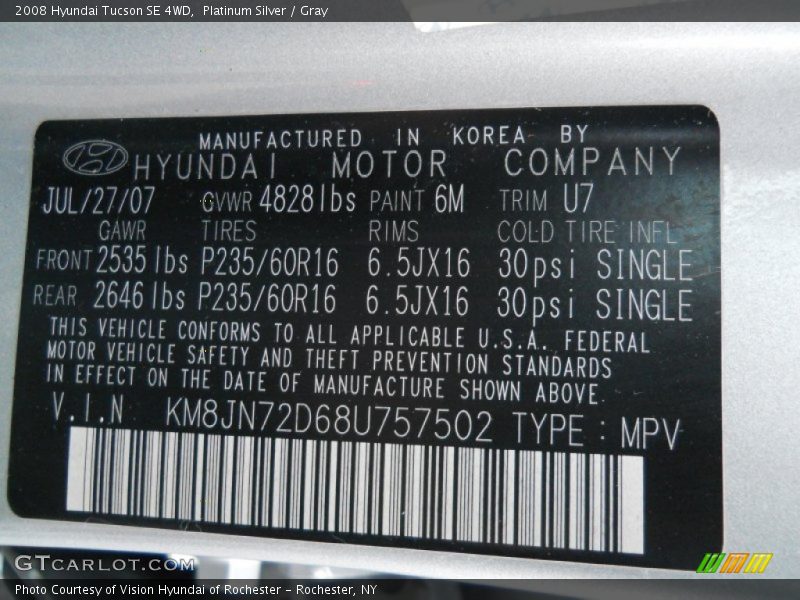 2008 Hyundai Tucson SE 4WD, Platinum Silver / Gray
MANUFACTURED IN KOREA BY
HYUNDAI MOTOR COMPANY
JUL/27/07 GVWR 4828lbs PAINT 6M TRIM U7
GAWR TIRES RIMS COLD TIRE INFL
FRONT 2535lbs P235/60R16 6.5JX16 30psi SINGLE
REAR 2646lbs P235/60R16 6.5JX16 30psi SINGLE
THIS VEHICLE CONFORMS TO ALL APPLICABLE U.S.A. FEDERAL
MOTOR VEHICLE SAFETY AND THEFT PREVENTION STANDARDS
IN EFFECT ON THE DATE OF MANUFACTURE SHOWN ABOVE.
V.I.N KM8JN72D68U757502 TYPE : MPV
GTCARLOT.COM
Photo Courtesy of Vision Hyundai of Rochester - Rochester, NY